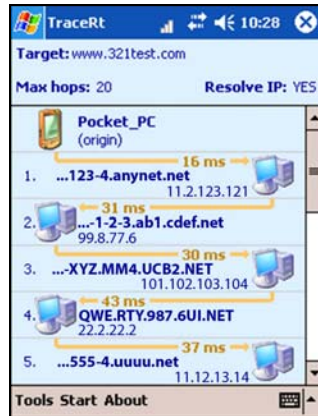 TraceRt 10:28
Target: www.321test.com
Max hops: 20 Resolve IP: YES
Pocket_PC
(origin)
16 ms
1. ...123-4.anynet.net
11.2.123.121
31 ms
2. ...-1-2-3.ab1.cdef.net
99.8.77.6
30 ms
3. ...-XYZ.MM4.UCB2.NET
101.102.103.104
43 ms
4. QWE.RTY.987.6UI.NET
22.2.22.2
37 ms
5. ...555-4.uuuu.net
11.12.13.14
Tools Start About